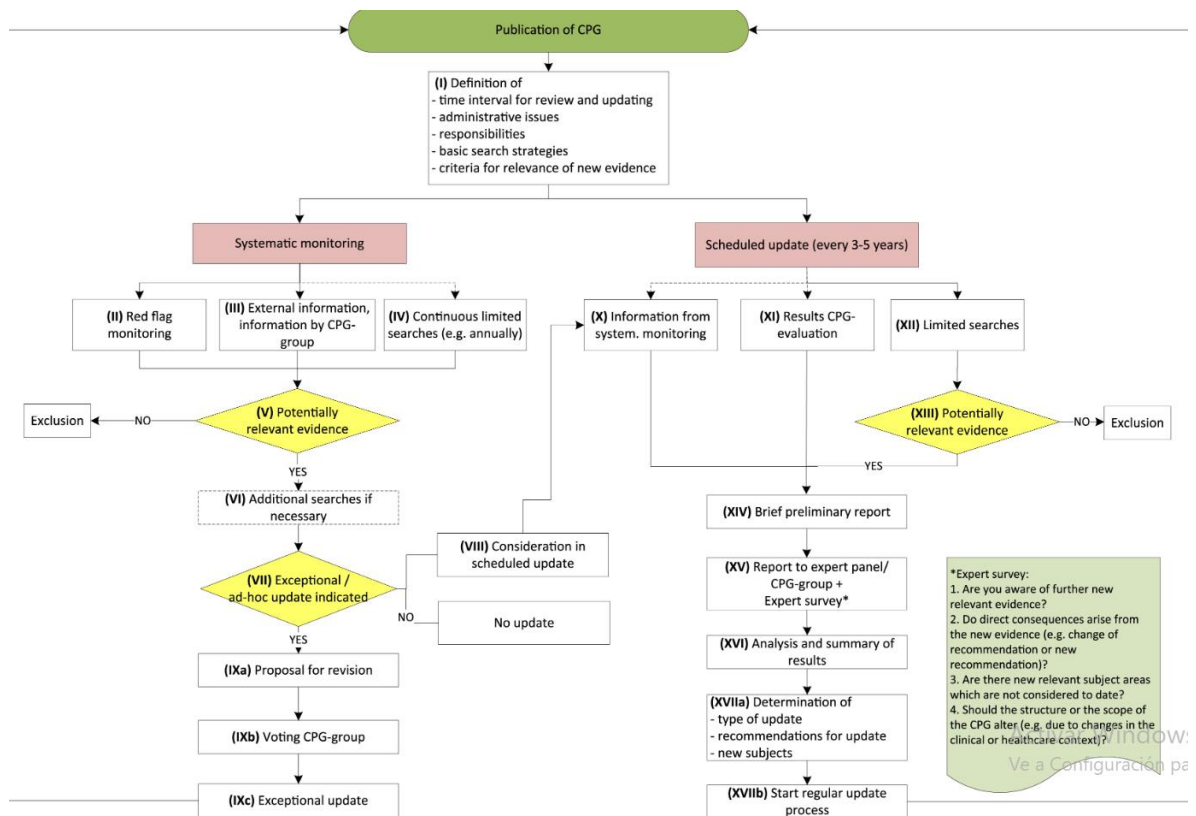 Publication of CPG
(I) Definition of
- time interval for review and updating
- administrative issues
- responsibilities
- basic search strategies
- criteria for relevance of new evidence
Systematic monitoring
Scheduled update (every 3-5 years)
(II) Red flag
monitoring
(III) External information,
information by CPG-
group
(IV) Continuous limited
searches (e.g. annually)
(X) Information from
system. monitoring
(XI) Results CPG-
evaluation
(XII) Limited searches
Exclusion
NO
(V) Potentially
relevant evidence
(XIII) Potentially
relevant evidence
NO
Exclusion
YES
YES
(VI) Additional searches if
necessary
(XIV) Brief preliminary report
(VII) Exceptional /
ad-hoc update indicated
(VIII) Consideration in
scheduled update
NO
No update
YES
(XV) Report to expert panel/
CPG-group +
Expert survey*
(IXa) Proposal for revision
(XVI) Analysis and summary of
results
(IXb) Voting CPG-group
(XVIIa) Determination of
- type of update
- recommendations for update
- new subjects
(IXc) Exceptional update
(XVIIb) Start regular update
process
*Expert survey:
1. Are you aware of further new
relevant evidence?
2. Do direct consequences arise from
the new evidence (e.g. change of
recommendation or new
recommendation)?
3. Are there new relevant subject areas
which are not considered to date?
4. Should the structure or the scope of
the CPG alter (e.g. due to changes in the
clinical or healthcare context)?
Activar Windows
Ve a Configuración pa